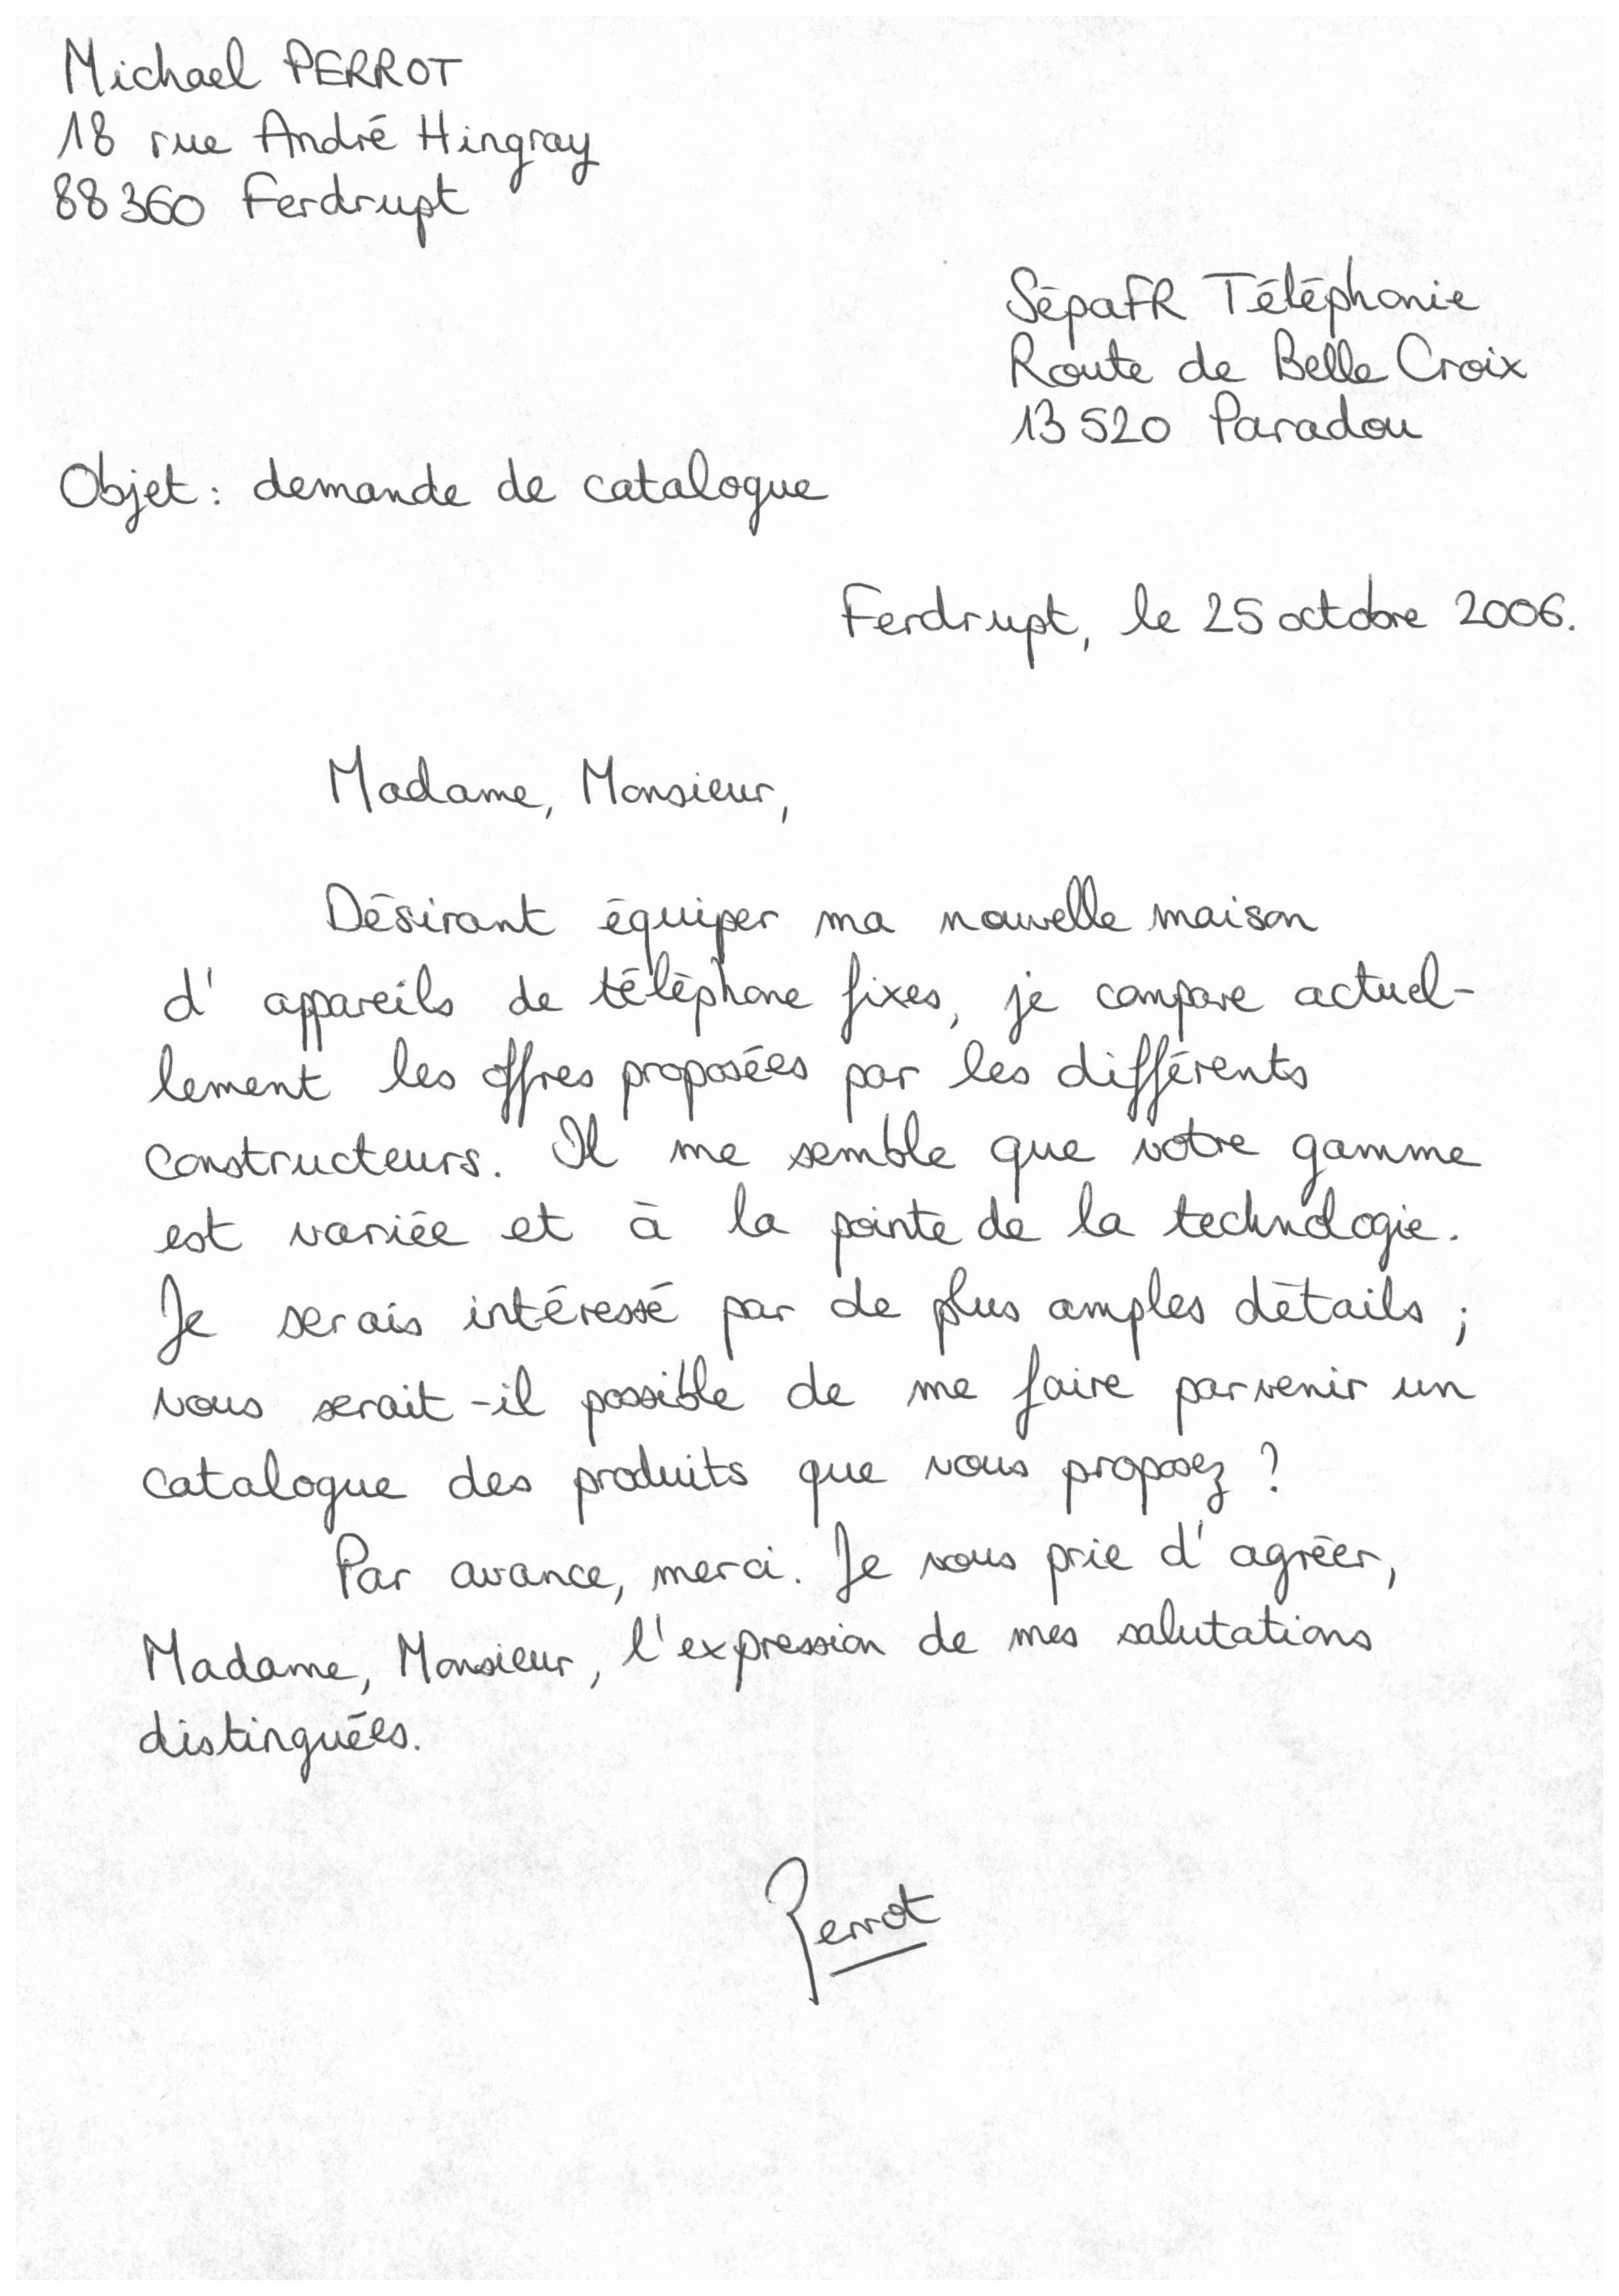 Michael PERROT
18 rue André Hingray
88360 Ferdrupt
SépaFR Téléphonie
Route de Belle Croix
13520 Paradou
Objet : demande de catalogue
Ferdrupt, le 25 octobre 2006.
Madame, Monsieur,
Désirant équiper ma nouvelle maison
d'appareils de téléphone fixes, je compare actuel-
lement les offres proposées par les différents
constructeurs. Il me semble que votre gamme
est variée et à la pointe de la technologie.
Je serais intéressé par de plus amples détails ;
vous serait-il possible de me faire parvenir un
catalogue des produits que vous proposez ?
Par avance, merci. Je vous prie d'agréer,
Madame, Monsieur, l'expression de mes salutations
distinguées.
Perrot